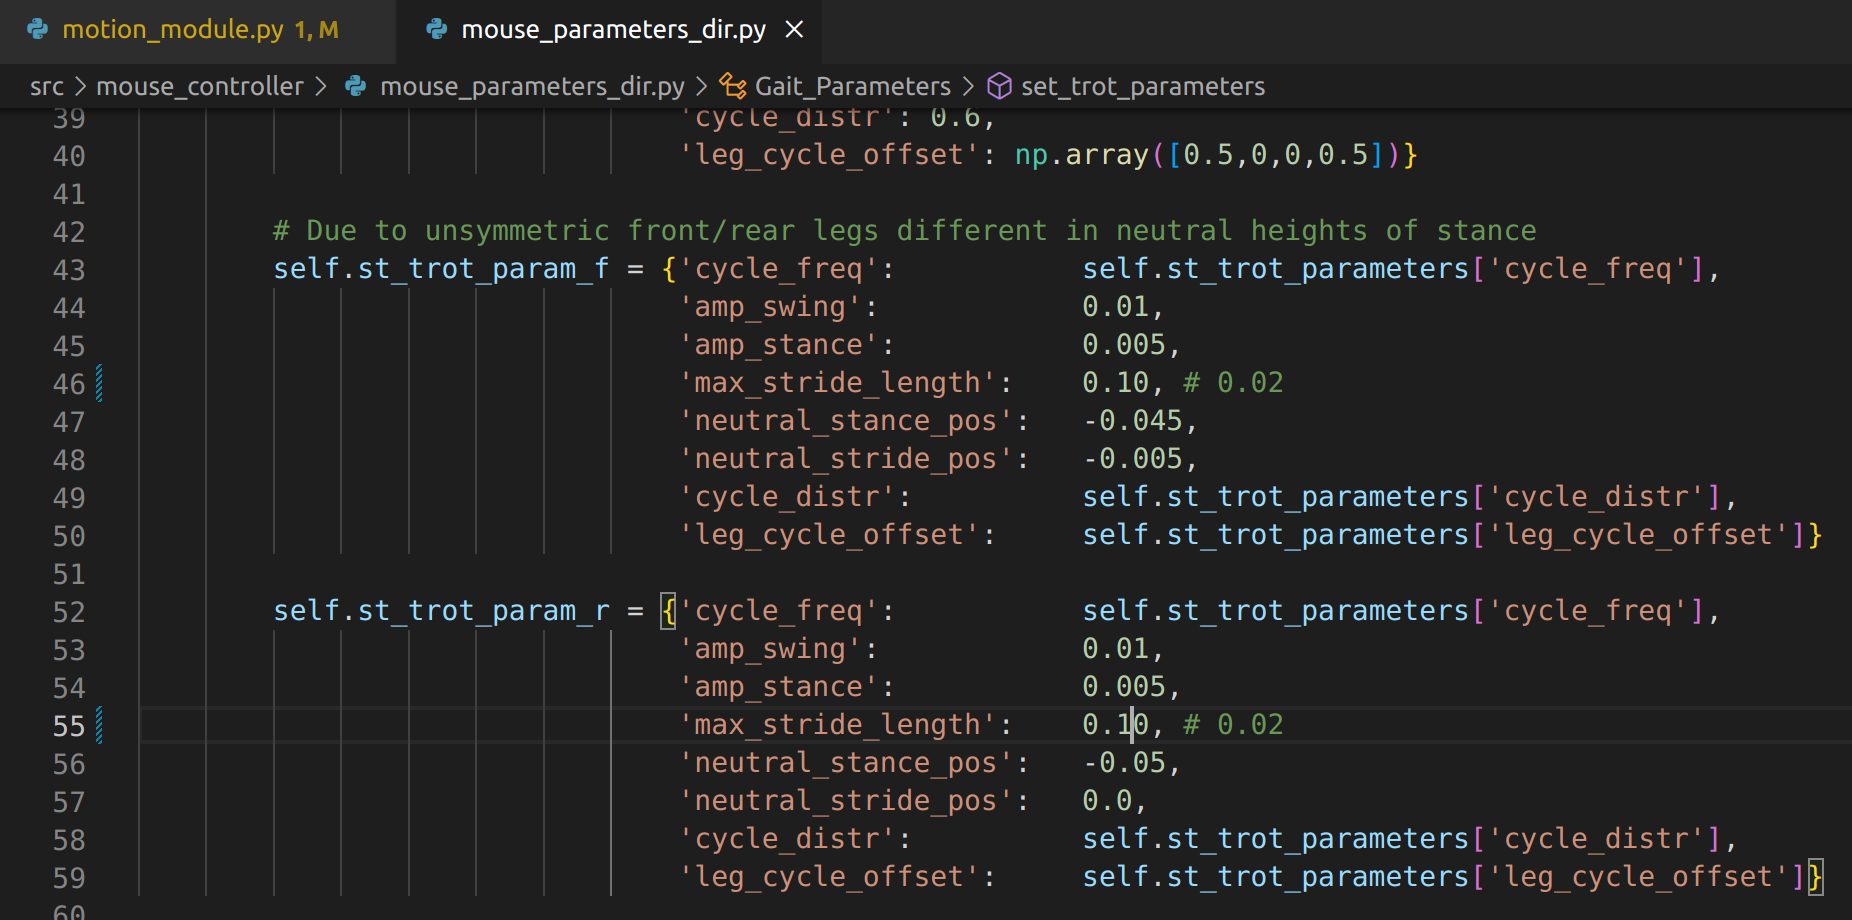 motion_module.py 1, M
mouse_parameters_dir.py
src > mouse_controller > mouse_parameters_dir.py > Gait_Parameters > set_trot_parameters
39 'cycle_distr': 0.6,
40 'leg_cycle_offset': np.array([0.5,0,0,0.5])}
41
42 # Due to unsymmetric front/rear legs different in neutral heights of stance
43 self.st_trot_param_f = {'cycle_freq': self.st_trot_parameters['cycle_freq'],
44 'amp_swing': 0.01,
45 'amp_stance': 0.005,
46 'max_stride_length': 0.10, # 0.02
47 'neutral_stance_pos': -0.045,
48 'neutral_stride_pos': -0.005,
49 'cycle_distr': self.st_trot_parameters['cycle_distr'],
50 'leg_cycle_offset': self.st_trot_parameters['leg_cycle_offset']}
51
52 self.st_trot_param_r = {'cycle_freq': self.st_trot_parameters['cycle_freq'],
53 'amp_swing': 0.01,
54 'amp_stance': 0.005,
55 'max_stride_length': 0.10, # 0.02
56 'neutral_stance_pos': -0.05,
57 'neutral_stride_pos': 0.0,
58 'cycle_distr': self.st_trot_parameters['cycle_distr'],
59 'leg_cycle_offset': self.st_trot_parameters['leg_cycle_offset']}
60